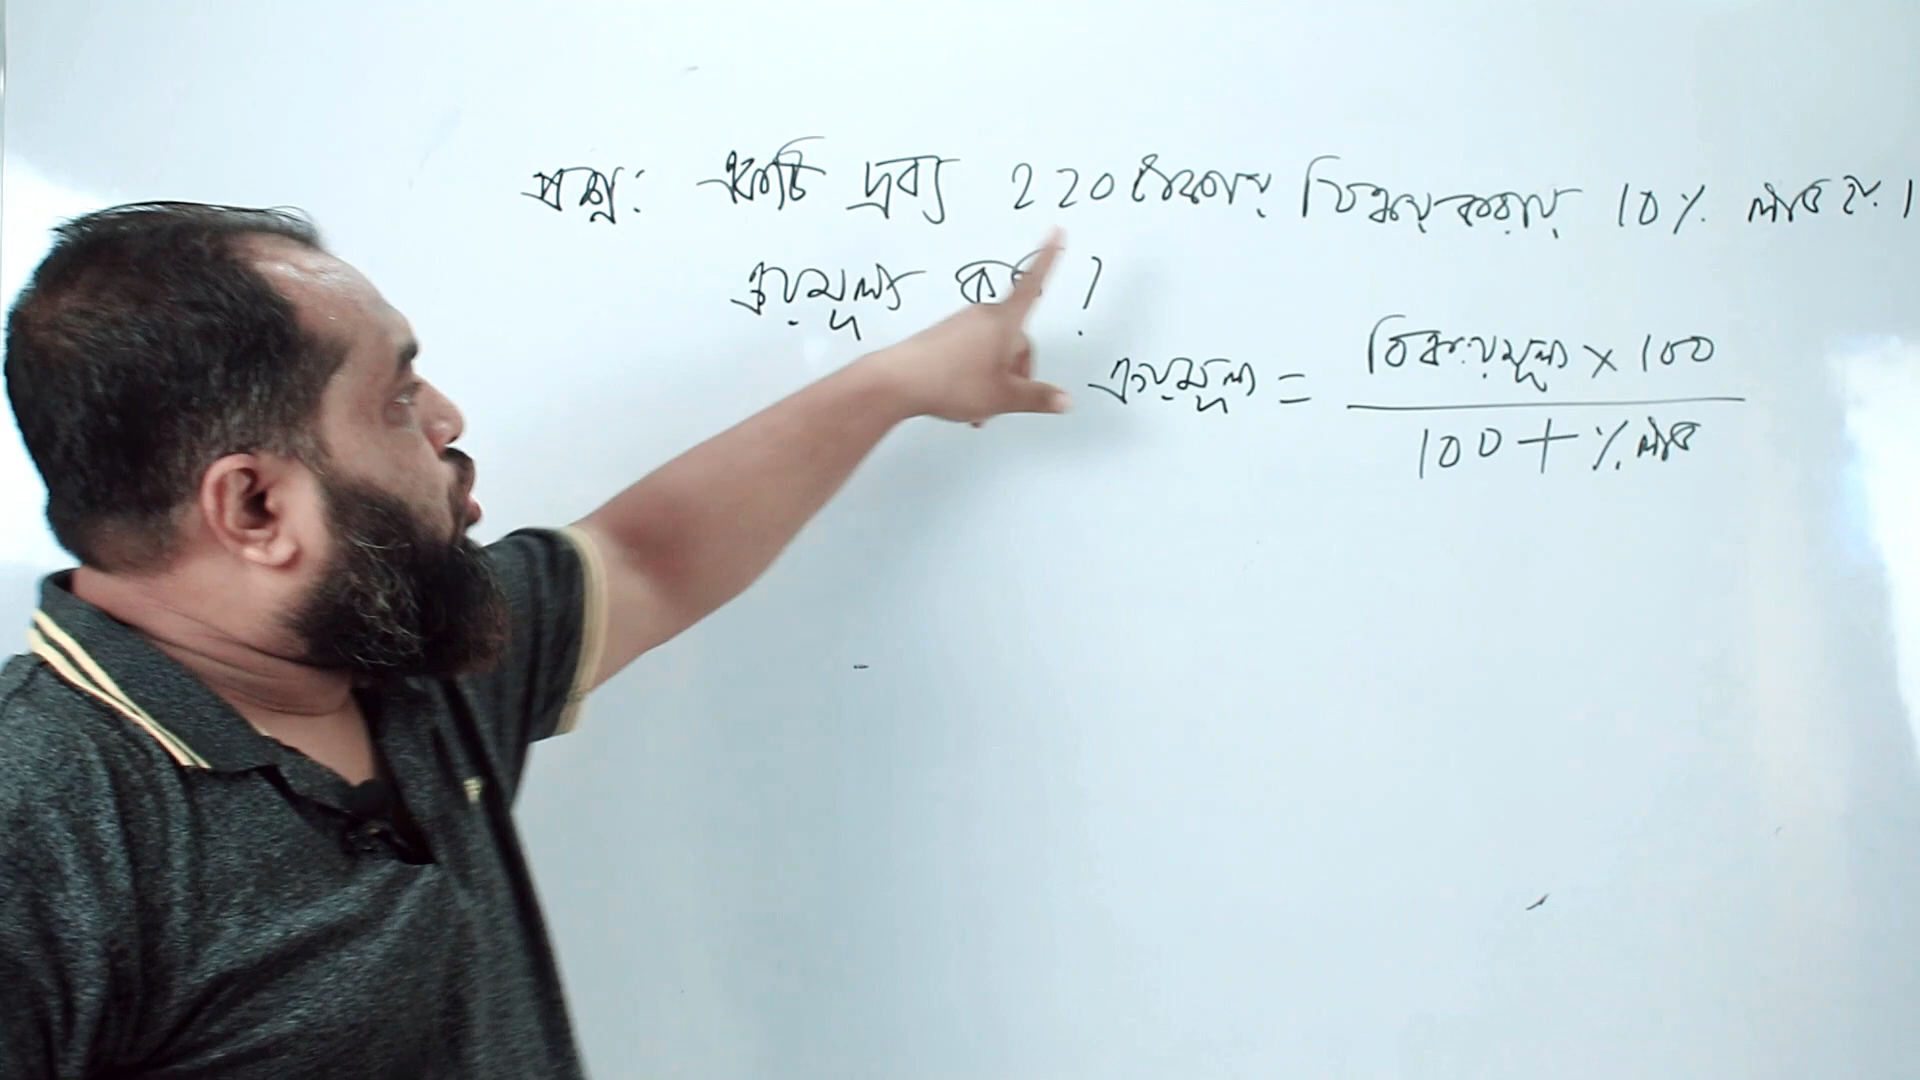 প্রশ্ন: একটি দ্রব্য 220 টাকায় বিক্রয় করায় 10% লাভ হয়।
ক্রয়মূল্য কত?
ক্রয়মূল্য = বিক্রয়মূল্য × 100
100 + % লাভ